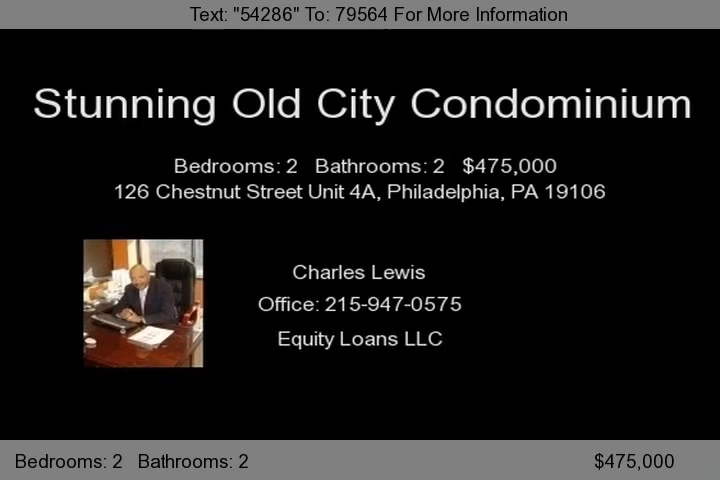 Text: "54286" To: 79564 For More Information
Stunning Old City Condominium
Bedrooms: 2 Bathrooms: 2 $475,000
126 Chestnut Street Unit 4A, Philadelphia, PA 19106
Charles Lewis
Office: 215-947-0575
Equity Loans LLC
Bedrooms: 2 Bathrooms: 2 $475,000